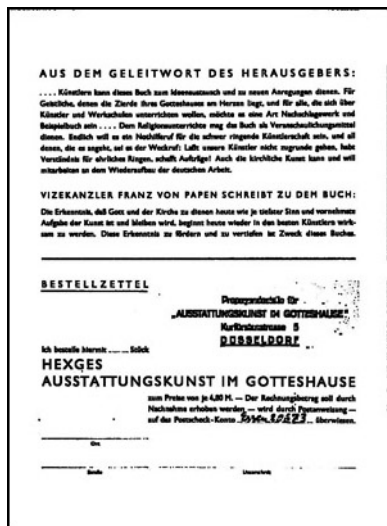 AUS DEM GELEITWORT DES HERAUSGEBERS:
.... Künstlern kann dieses Buch zum Ideenaustausch und zu neuen Anregungen dienen. Für
Geistliche, denen die Zierde ihres Gotteshauses am Herzen liegt, und für alle, die sich über
Künstler und Werkschulen unterrichten wollen, möchte es eine Art Nachschlagewerk und
Beispielbuch sein .... Dem Religionsunterrichte mag das Buch als Veranschaulichungsmittel
dienen. Endlich will es ein Nothilferuf für die schwer ringende Künstlerschaft sein, und all
denen, die es angeht, sei es der Weckruf: Laßt unsere Künstler nicht zugrunde gehen, habt
Verständnis für ehrliches Ringen, schafft Aufträge! Auch die kirchliche Kunst kann und will
mitarbeiten an dem Wiederaufbau der deutschen Arbeit.
VIZEKANZLER FRANZ VON PAPEN SCHREIBT ZU DEM BUCH:
Die Erkenntnis, daß Gott und der Kirche zu dienen heute wie je tiefster Sinn und vornehmste
Aufgabe der Kunst ist und bleiben wird, beginnt heute wieder in den besten Künstlern wirk-
sam zu werden. Diese Erkenntnis zu fördern und zu vertiefen ist Zweck dieses Buches.
BESTELLZETTEL
Propagandastelle für
„AUSSTATTUNGSKUNST IM GOTTESHAUSE"
Kurfürstenstrasse 5
DÜSSELDORF
Ich bestelle hiermit ........ Stück
HEXGES
AUSSTATTUNGSKUNST IM GOTTESHAUSE
zum Preise von je 4,80 M. — Der Rechnungsbetrag soll durch
Nachnahme erhoben werden — wird durch Postanweisung —
auf das Postscheck-Konto Essen 20673 überwiesen.
Ort
Straße Unterschrift